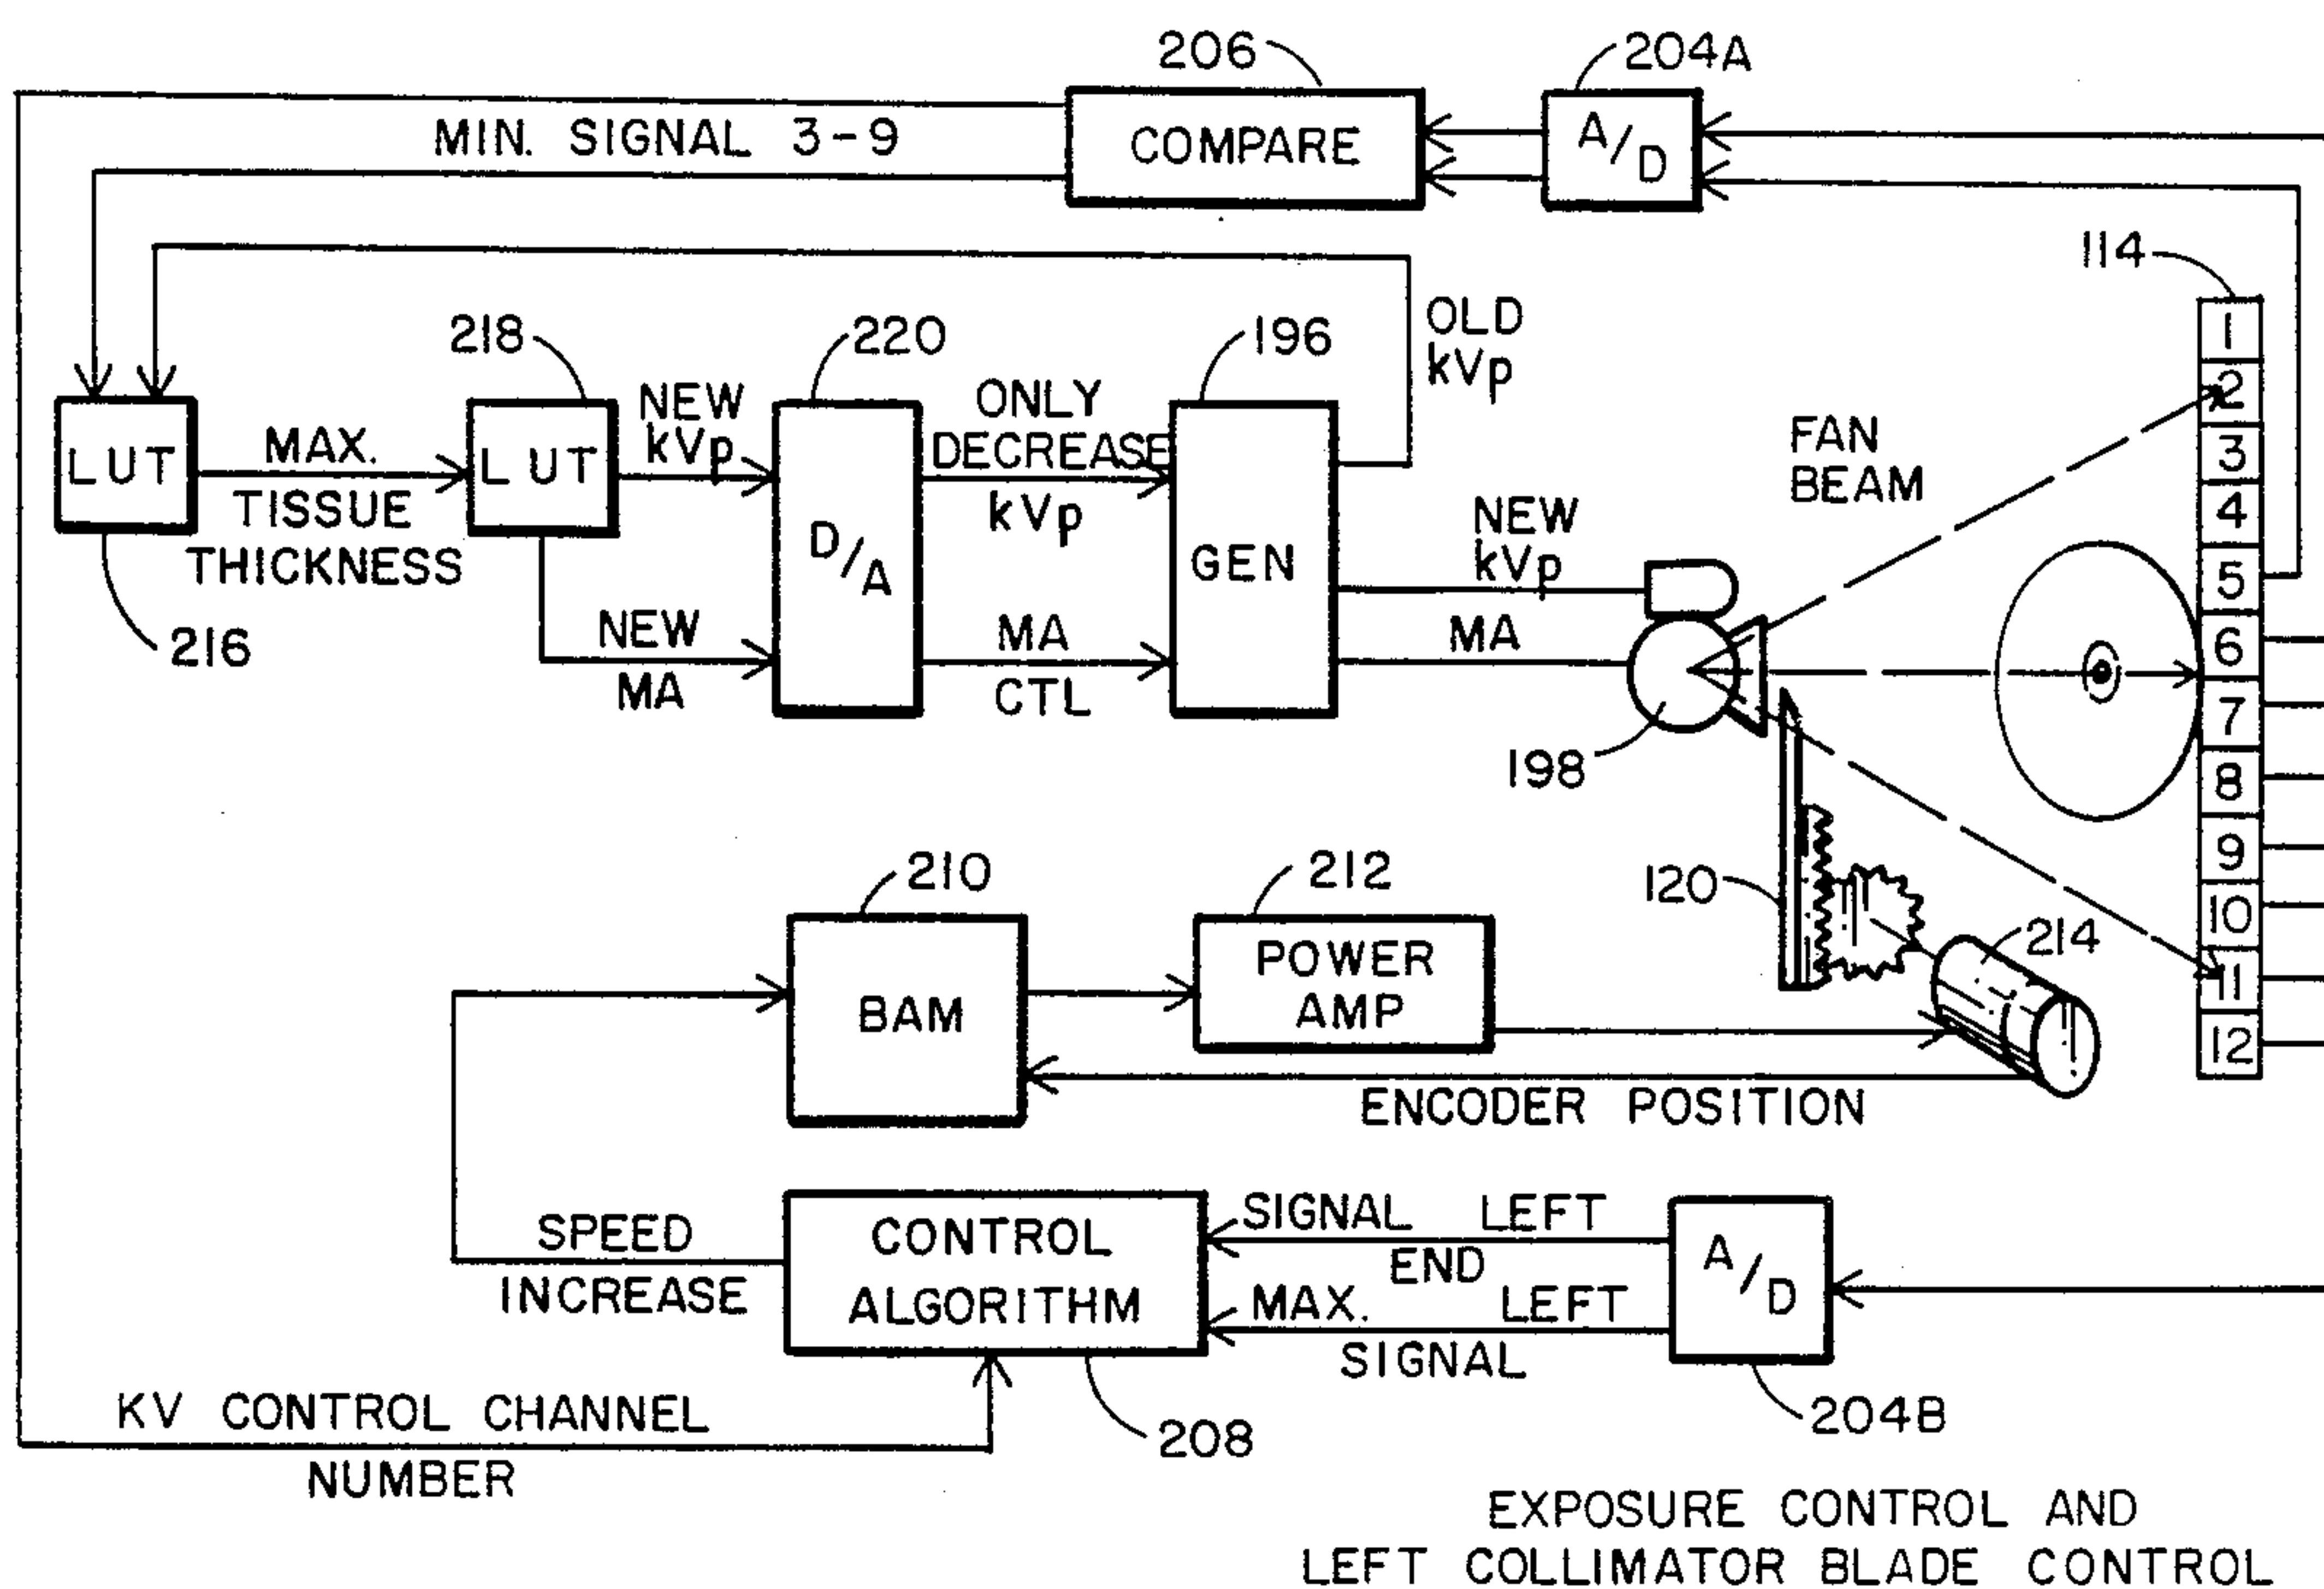 206
204A
MIN. SIGNAL 3-9
COMPARE
A/D
114
OLD
kVp
218
220
196
LUT
MAX.
TISSUE
THICKNESS
216
LUT
NEW
kVp
NEW
MA
D/A
ONLY
DECREASE
kVp
MA
CTL
GEN
NEW
kVp
MA
198
FAN
BEAM
1
2
3
4
5
6
7
8
9
10
11
12
120
214
210
BAM
212
POWER
AMP
ENCODER POSITION
SPEED
INCREASE
CONTROL
ALGORITHM
SIGNAL LEFT
END
MAX. LEFT
SIGNAL
A/D
204B
208
KV CONTROL CHANNEL
NUMBER
EXPOSURE CONTROL AND
LEFT COLLIMATOR BLADE CONTROL